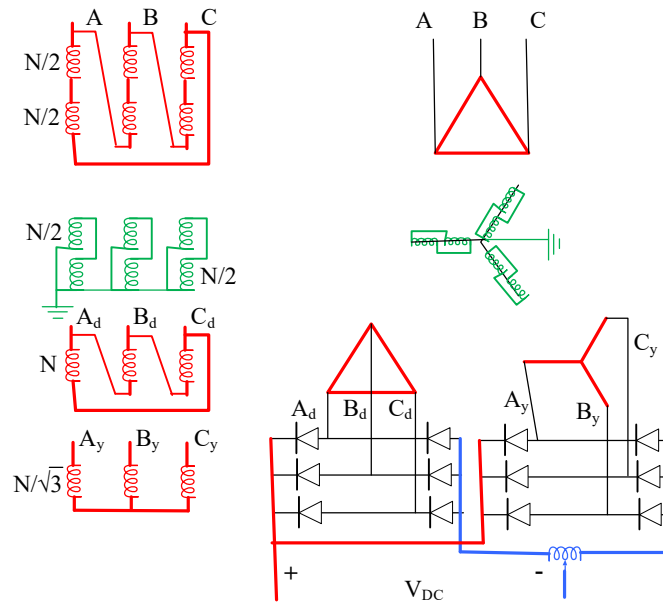 A B C
N/2
N/2
A B C
N/2
N/2
A_d B_d C_d
N
A_y B_y C_y
N/√3
A_d B_d C_d
C_y
A_y B_y
+ -
V_DC